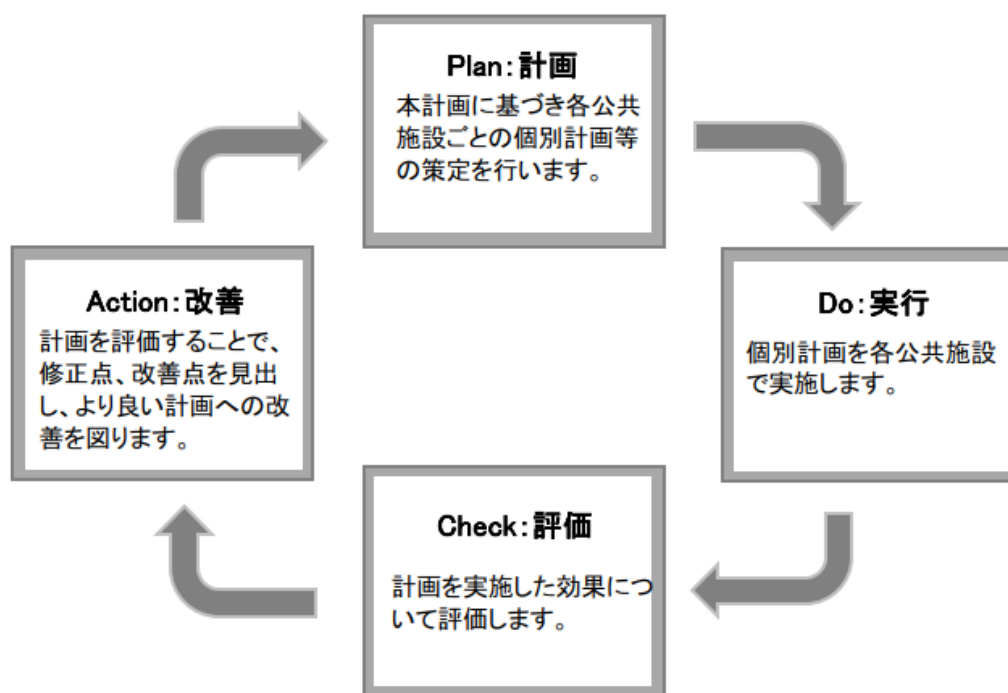 Plan:計画
本計画に基づき各公共
施設ごとの個別計画等
の策定を行います。
Do:実行
個別計画を各公共施設
で実施します。
Check:評価
計画を実施した効果につ
いて評価します。
Action:改善
計画を評価することで、
修正点、改善点を見出
し、より良い計画への改
善を図ります。